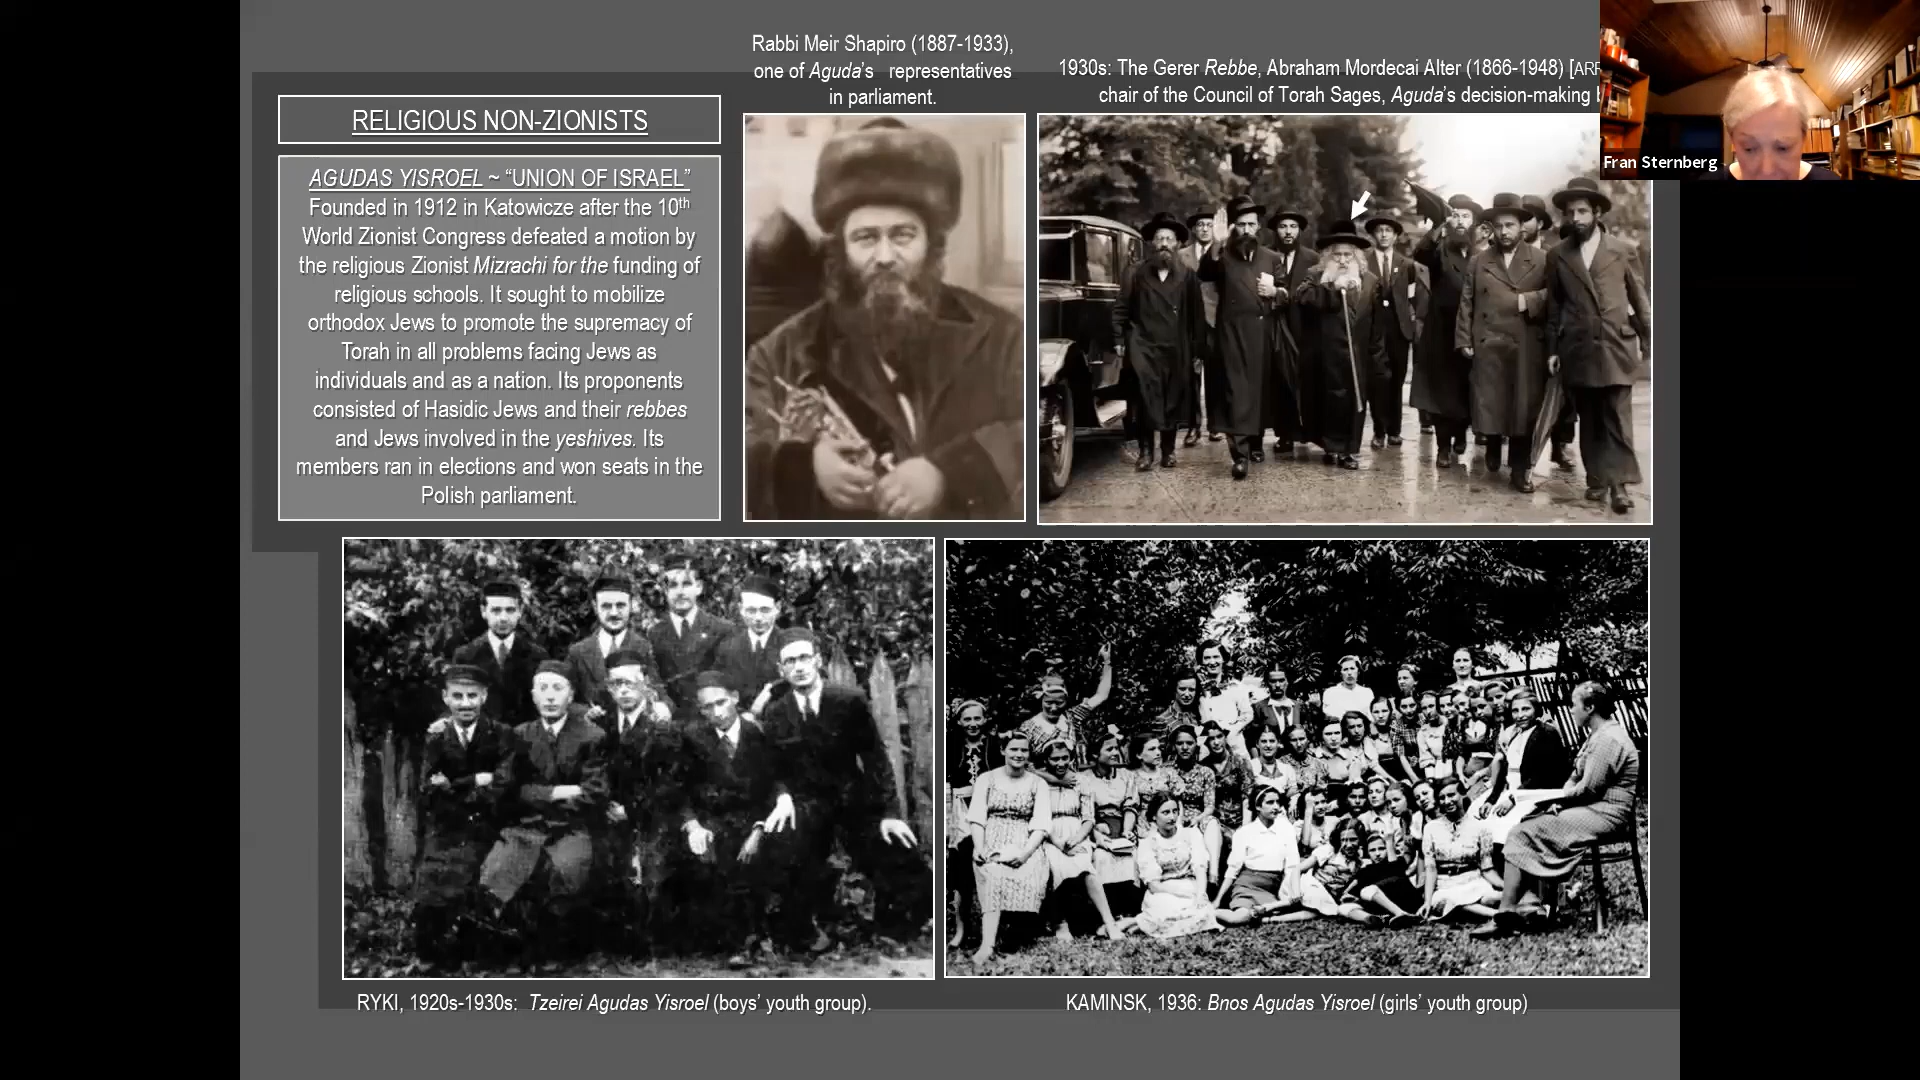 RELIGIOUS NON-ZIONISTS
AGUDAS YISROEL ~ “UNION OF ISRAEL”
Founded in 1912 in Katowicze after the 10th
World Zionist Congress defeated a motion by
the religious Zionist Mizrachi for the funding of
religious schools. It sought to mobilize
orthodox Jews to promote the supremacy of
Torah in all problems facing Jews as
individuals and as a nation. Its proponents
consisted of Hasidic Jews and their rebbes
and Jews involved in the yeshives. Its
members ran in elections and won seats in the
Polish parliament.
Rabbi Meir Shapiro (1887-1933),
one of Aguda’s representatives
in parliament.
1930s: The Gerer Rebbe, Abraham Mordecai Alter (1866-1948)
chair of the Council of Torah Sages, Aguda’s decision-making
Fran Sternberg
RYKI, 1920s-1930s: Tzeirei Agudas Yisroel (boys’ youth group).
KAMINSK, 1936: Bnos Agudas Yisroel (girls’ youth group)